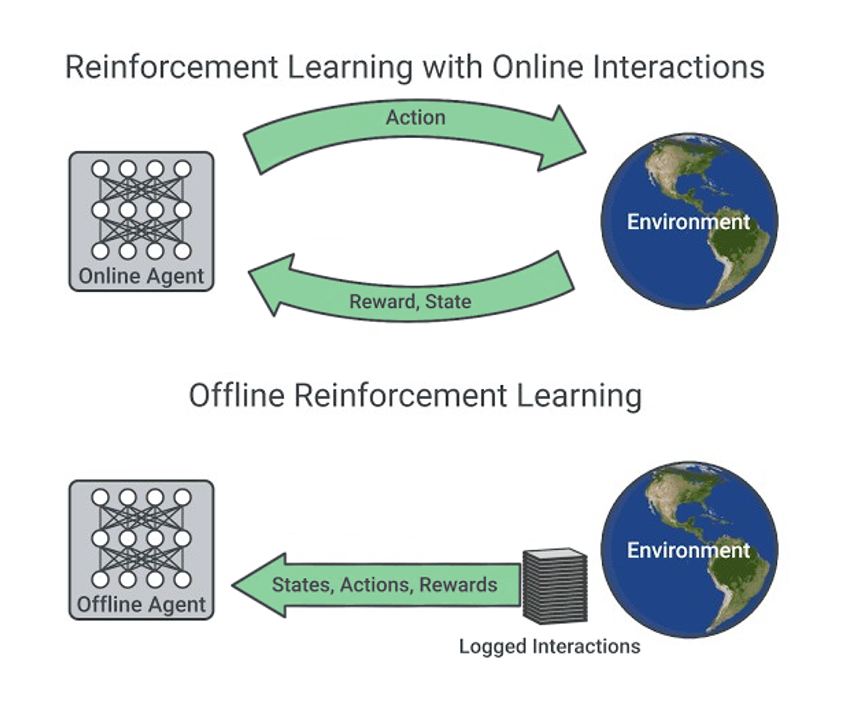 Reinforcement Learning with Online Interactions
Action
Environment
Online Agent
Reward, State
Offline Reinforcement Learning
Environment
States, Actions, Rewards
Offline Agent
Logged Interactions